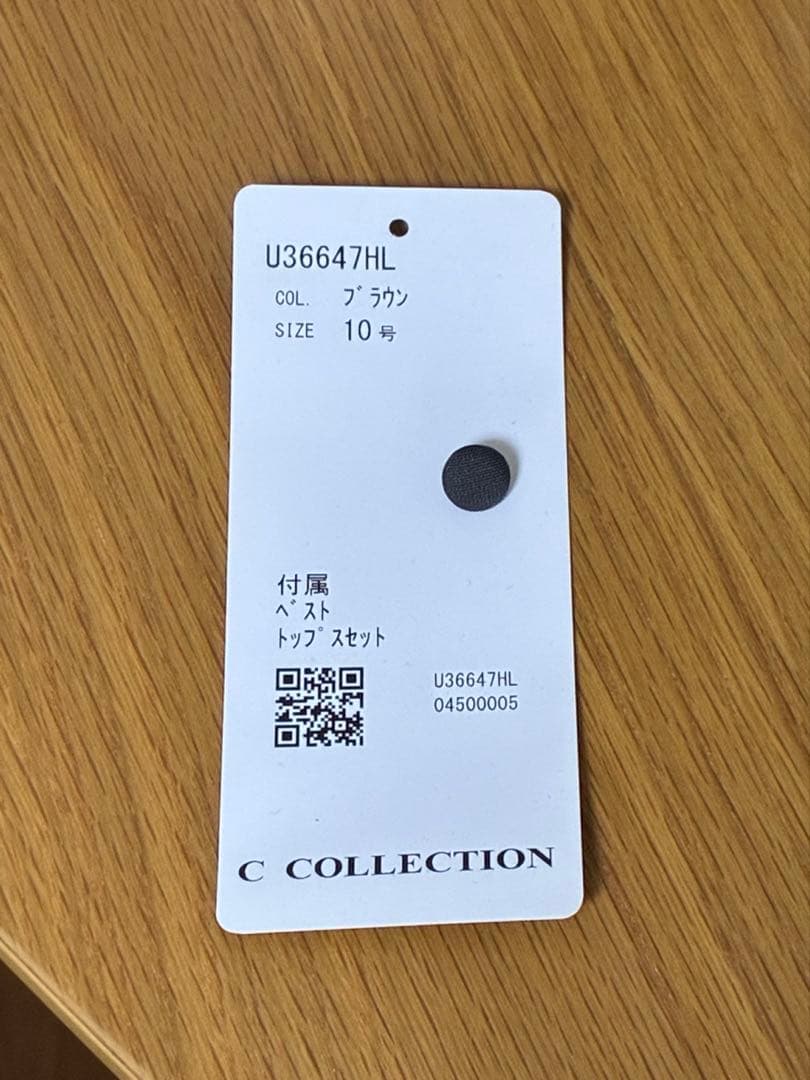 U36647HL
COL. ﾌﾞﾗｳﾝ
SIZE 10号
付属
ﾍﾞｽﾄ
ﾄｯﾌﾟｽｾｯﾄ
U36647HL
04500005
C COLLECTION